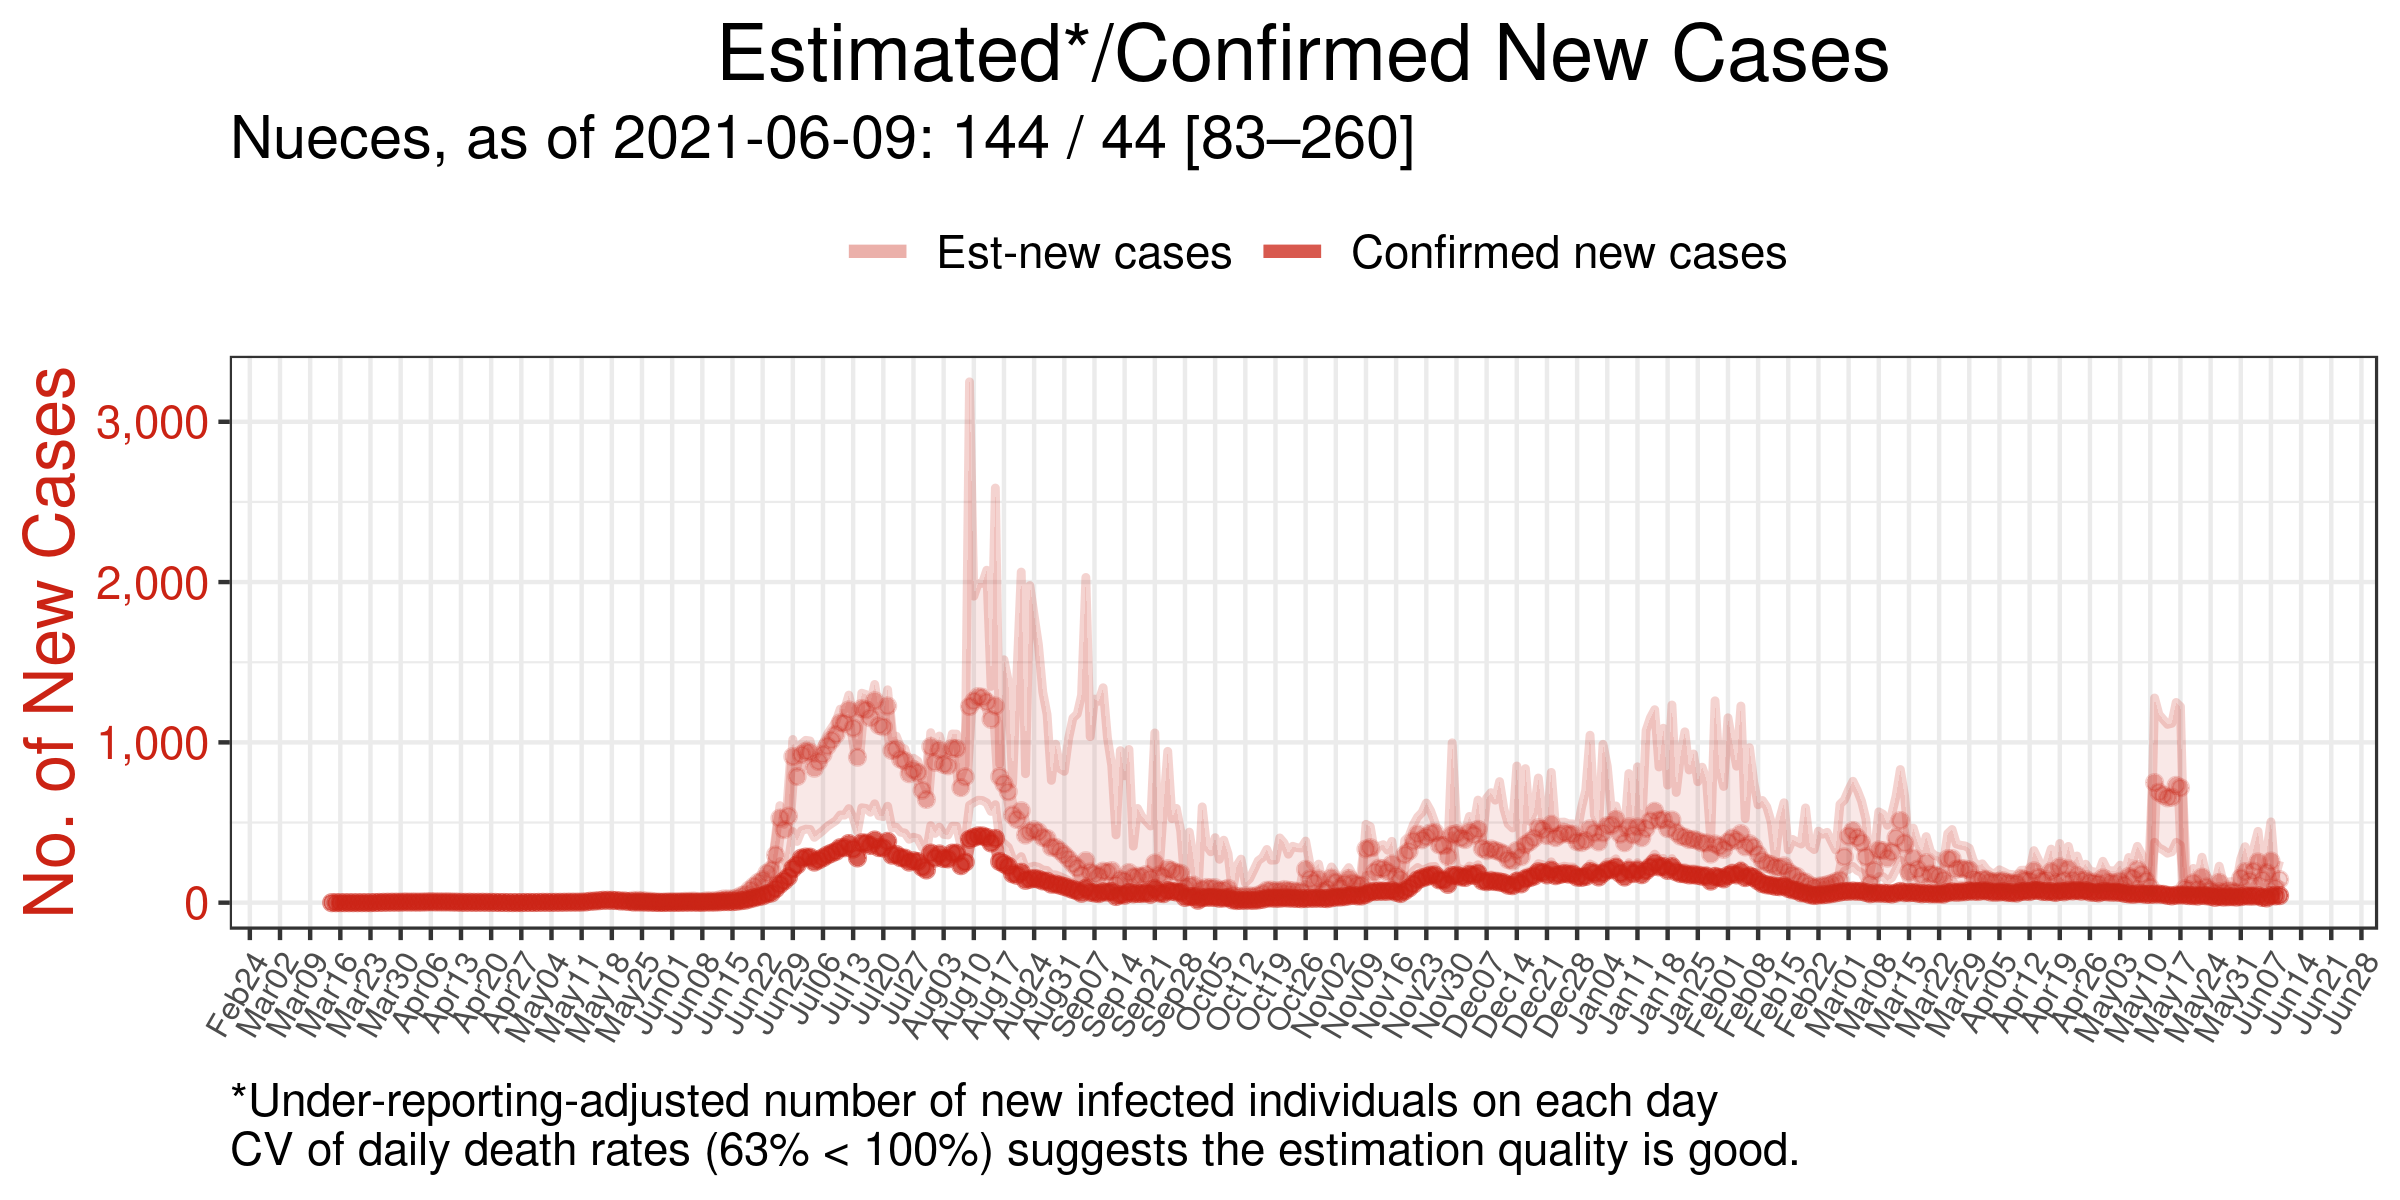 Estimated*/Confirmed New Cases
Nueces, as of 2021-06-09: 144 / 44 [83–260]
Est-new cases Confirmed new cases
No. of New Cases
3,000
2,000
1,000
0
Feb24 Mar02 Mar09 Mar16 Mar23 Mar30 Apr06 Apr13 Apr20 Apr27 May04 May11 May18 May25 Jun01 Jun08 Jun15 Jun22 Jun29 Jul06 Jul13 Jul20 Jul27 Aug03 Aug10 Aug17 Aug24 Aug31 Sep07 Sep14 Sep21 Sep28 Oct05 Oct12 Oct19 Oct26 Nov02 Nov09 Nov16 Nov23 Nov30 Dec07 Dec14 Dec21 Dec28 Jan04 Jan11 Jan18 Jan25 Feb01 Feb08 Feb15 Feb22 Mar01 Mar08 Mar15 Mar22 Mar29 Apr05 Apr12 Apr19 Apr26 May03 May10 May17 May24 May31 Jun07 Jun14 Jun21 Jun28
*Under-reporting-adjusted number of new infected individuals on each day
CV of daily death rates (63% < 100%) suggests the estimation quality is good.